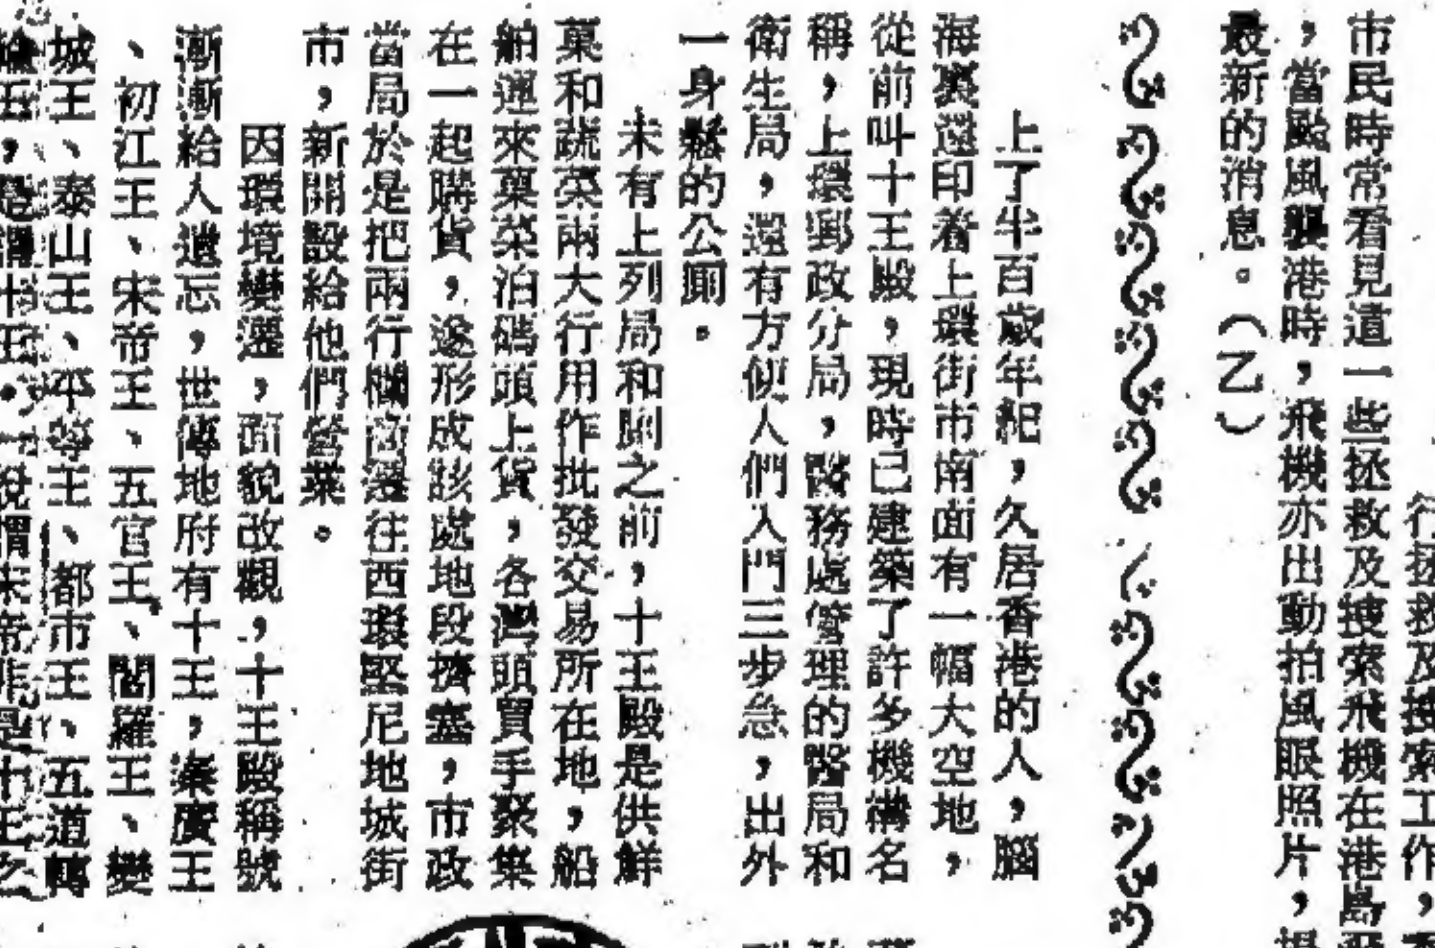 行拯救及搜索工作，
市民時常看見這一些拯救及搜索飛機在港島
，當颱風襲港時，飛機亦出動拍風眼照片，
最新的消息。（乙）
上了半百歲年紀，久居香港的人，腦
海裏還印着上環街市南面有一幅大空地，
從前叫十王殿，現時已建築了許多機構名
稱，上環郵政分局，醫務處管理的醫局和
衛生局，還有方便人們入門三步急，出外
一身鬆的公廁。
未有上列局和廁之前，十王殿是供鮮
菓和蔬菜兩大行用作批發交易所在地，船
舶運來菓菜泊碼頭上貨，各灣頭買手聚集
在一起購貨，遂形成該處地段擠塞，市政
當局於是把兩行欄商遷往西環堅尼地城街
市，新開設給他們營業。
因環境變遷，面貌改觀，十王殿稱號
漸漸給人遺忘，世傳地府有十王，秦廣王
、初江王、宋帝王、五官王、閻羅王、變
城王、泰山王、平等王、都市王、五道轉
輪王，是謂十王，一說謂宋帝非是十王之